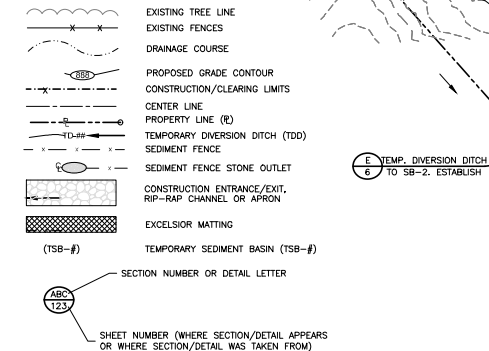 EXISTING TREE LINE
X X EXISTING FENCES
DRAINAGE COURSE
888 PROPOSED GRADE CONTOUR
X CONSTRUCTION/CLEARING LIMITS
CENTER LINE
PROPERTY LINE (℄)
TD-## TEMPORARY DIVERSION DITCH (TDD)
x x x SEDIMENT FENCE
x SEDIMENT FENCE STONE OUTLET
CONSTRUCTION ENTRANCE/EXIT,
RIP-RAP CHANNEL OR APRON
EXCELSIOR MATTING
(TSB-#) TEMPORARY SEDIMENT BASIN (TSB-#)
SECTION NUMBER OR DETAIL LETTER
ABC
123
SHEET NUMBER (WHERE SECTION/DETAIL APPEARS
OR WHERE SECTION/DETAIL WAS TAKEN FROM)
E TEMP. DIVERSION DITCH
6 TO SB-2. ESTABLISH